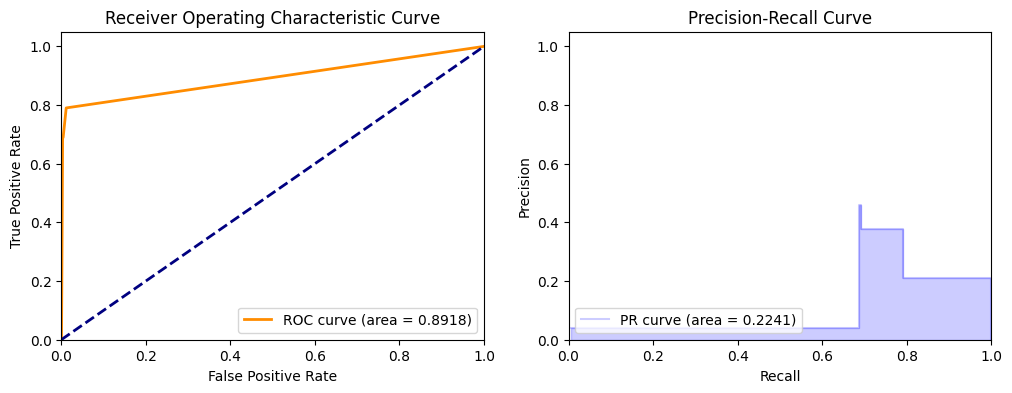 Receiver Operating Characteristic Curve
True Positive Rate
1.0
0.8
0.6
0.4
0.2
0.0
0.0 0.2 0.4 0.6 0.8 1.0
False Positive Rate
ROC curve (area = 0.8918)
Precision-Recall Curve
Precision
1.0
0.8
0.6
0.4
0.2
0.0
0.0 0.2 0.4 0.6 0.8 1.0
Recall
PR curve (area = 0.2241)